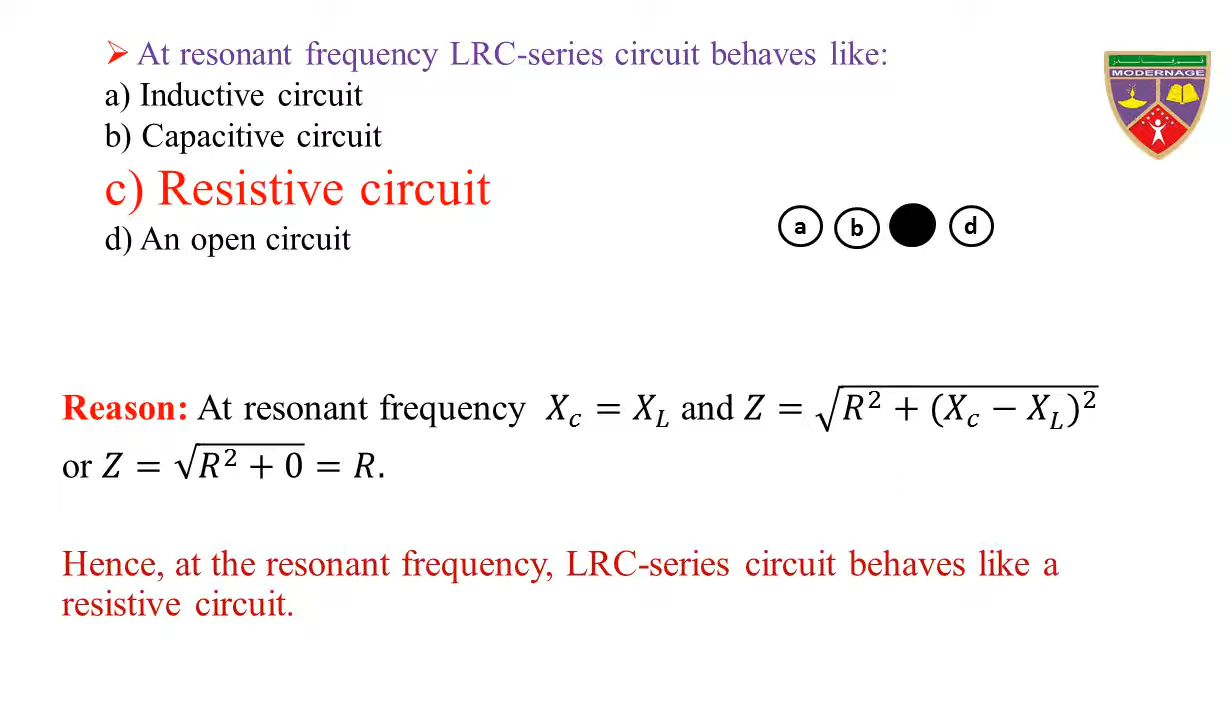 ➢ At resonant frequency LRC-series circuit behaves like:
a) Inductive circuit
b) Capacitive circuit
c) Resistive circuit
d) An open circuit
MODERNAGE
a b d
Reason: At resonant frequency X_c = X_L and Z = √(R² + (X_c − X_L)²)
or Z = √(R² + 0) = R.
Hence, at the resonant frequency, LRC-series circuit behaves like a
resistive circuit.